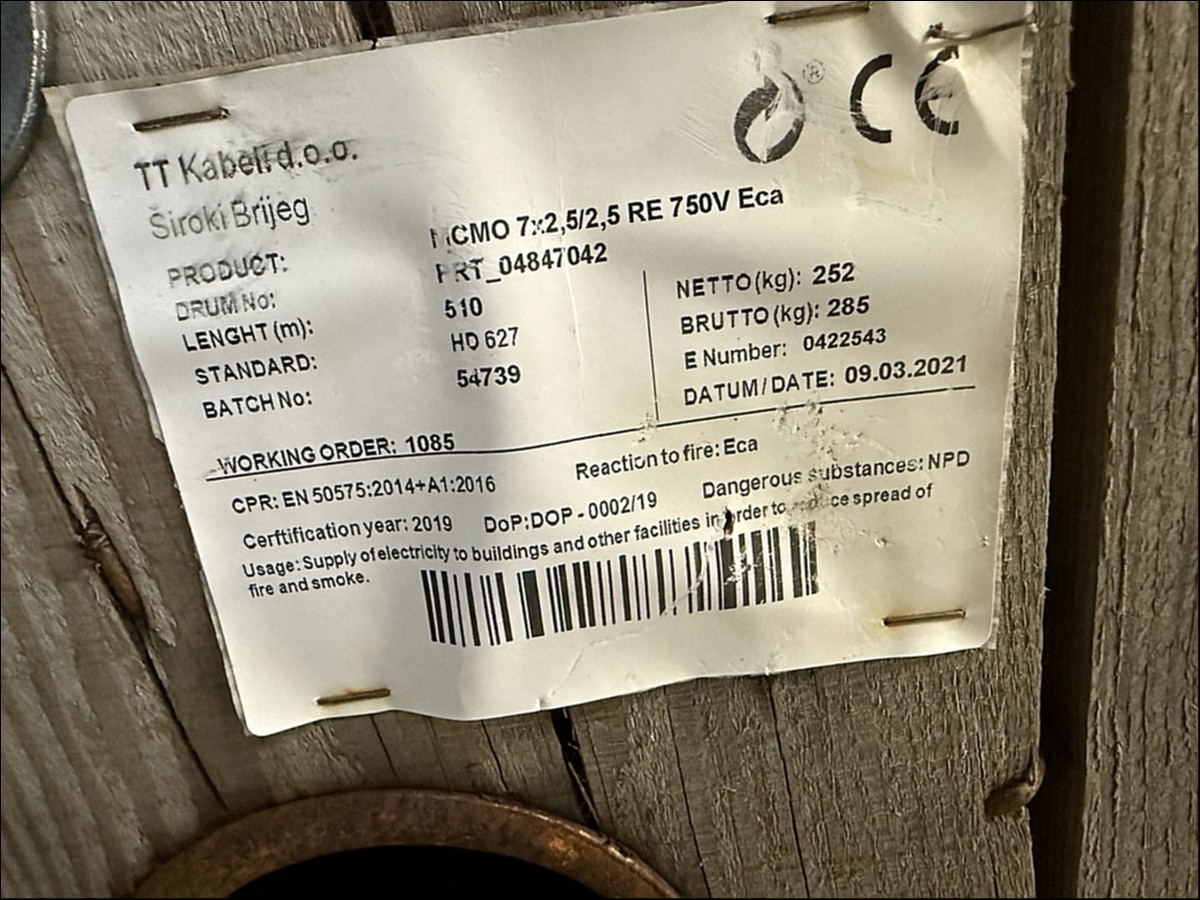 ®
CE
TT Kabeli d.o.o.
Široki Brijeg
PRODUCT: MCMO 7x2,5/2,5 RE 750V Eca
DRUM No: PRT_04847042
LENGHT (m): 510
STANDARD: HD 627
BATCH No: 54739
NETTO (kg): 252
BRUTTO (kg): 285
E Number: 0422543
DATUM / DATE: 09.03.2021
WORKING ORDER: 1085
CPR: EN 50575:2014+A1:2016 Reaction to fire: Eca
Cerftification year: 2019 DoP: DOP - 0002/19 Dangerous substances: NPD
Usage: Supply of electricity to buildings and other facilities in order to spread of
fire and smoke.